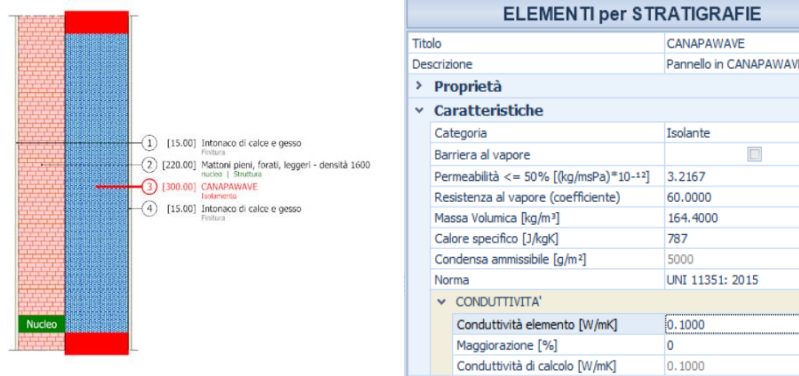 1 [15.00] Intonaco di calce e gesso
Finitura
2 [220.00] Mattoni pieni, forati, leggeri - densità 1600
nucleo | Struttura
3 [300.00] CANAPAWAVE
Isolamento
4 [15.00] Intonaco di calce e gesso
Finitura
Nucleo
ELEMENTI per STRATIGRAFIE
Titolo CANAPAWAVE
Descrizione Pannello in CANAPAWAVE
Proprietà
Caratteristiche
Categoria Isolante
Barriera al vapore
Permeabilità <= 50% [(kg/msPa)*10-¹²] 3.2167
Resistenza al vapore (coefficiente) 60.0000
Massa Volumica [kg/m³] 164.4000
Calore specifico [J/kgK] 787
Condensa ammissibile [g/m²] 5000
Norma UNI 11351: 2015
CONDUTTIVITA'
Conduttività elemento [W/mK] 0.1000
Maggiorazione [%] 0
Conduttività di calcolo [W/mK] 0.1000